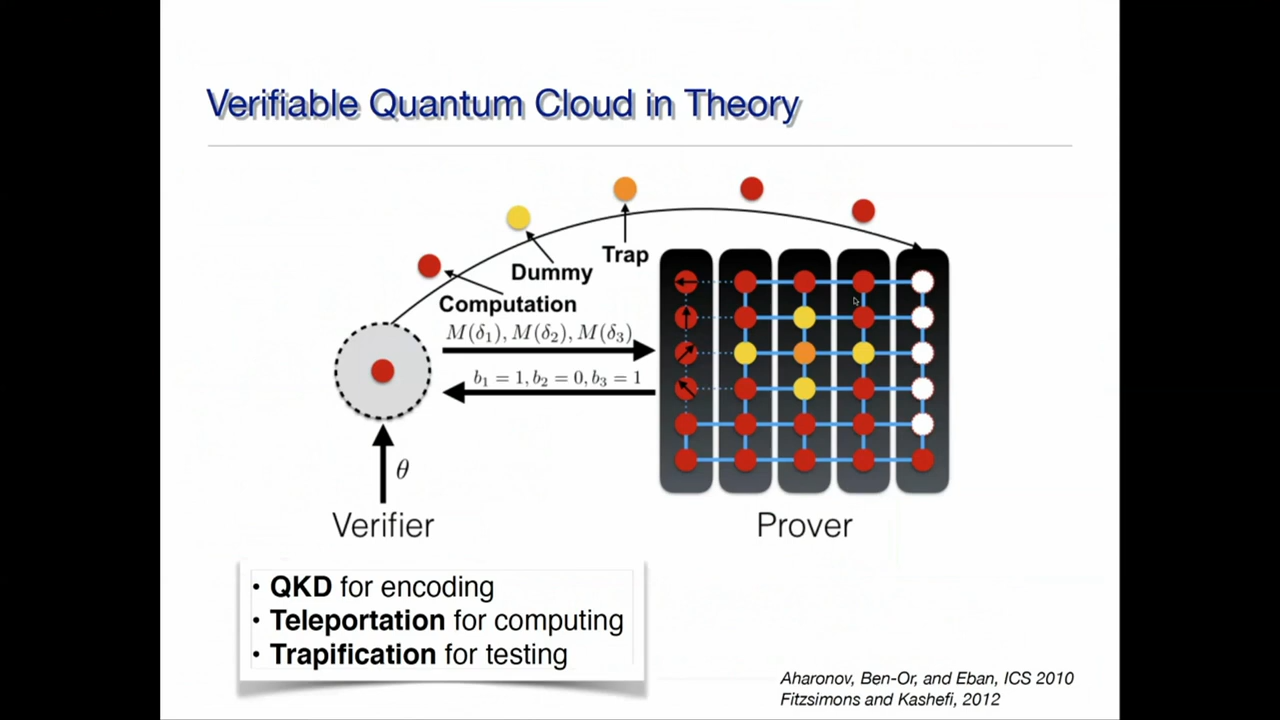 Verifiable Quantum Cloud in Theory
Trap
Dummy
Computation
M(δ₁), M(δ₂), M(δ₃)
b₁ = 1, b₂ = 0, b₃ = 1
θ
Verifier
Prover
• QKD for encoding
• Teleportation for computing
• Trapification for testing
Aharonov, Ben-Or, and Eban, ICS 2010
Fitzsimons and Kashefi, 2012